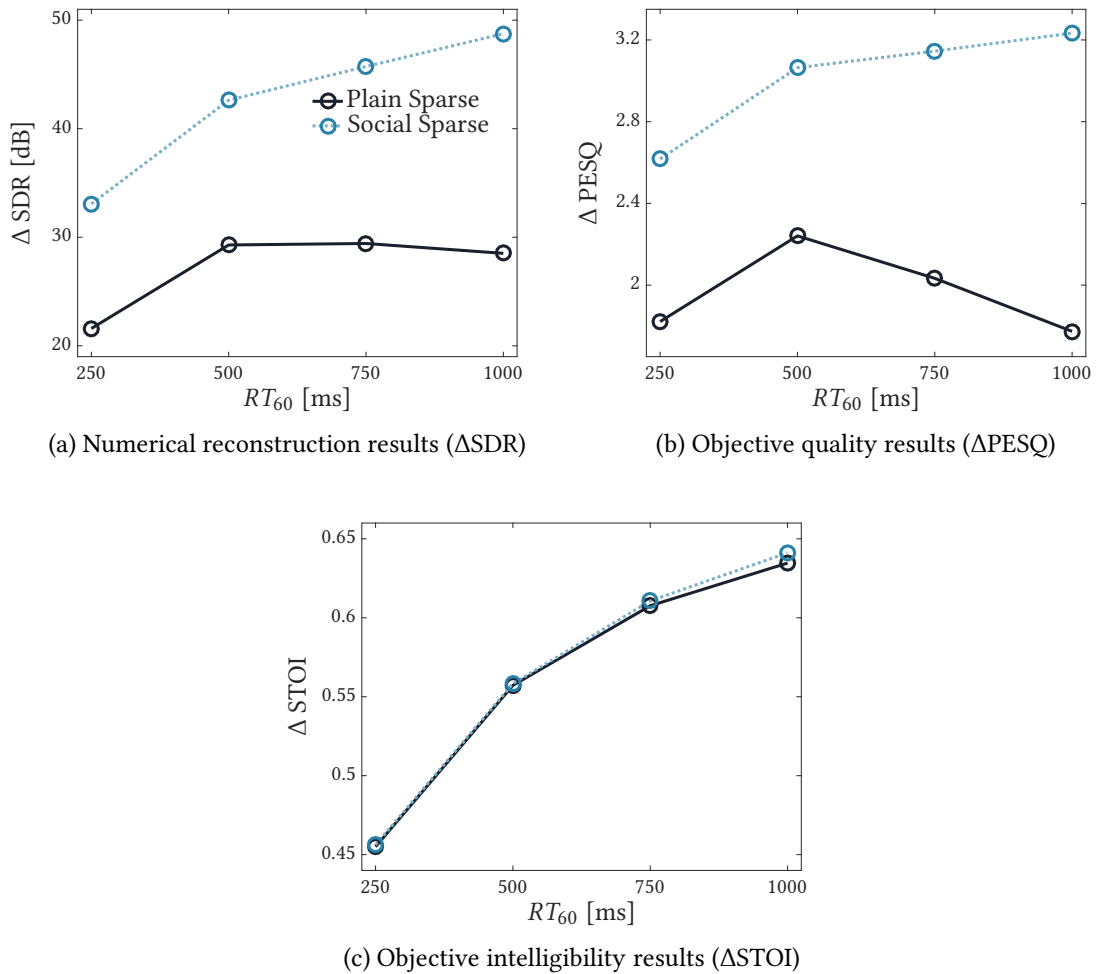 50
40
30
20
Δ SDR [dB]
Plain Sparse
Social Sparse
250 500 750 1000
RT60 [ms]
(a) Numerical reconstruction results (ΔSDR)
3.2
2.8
2.4
2
Δ PESQ
250 500 750 1000
RT60 [ms]
(b) Objective quality results (ΔPESQ)
0.65
0.6
0.55
0.5
0.45
Δ STOI
250 500 750 1000
RT60 [ms]
(c) Objective intelligibility results (ΔSTOI)